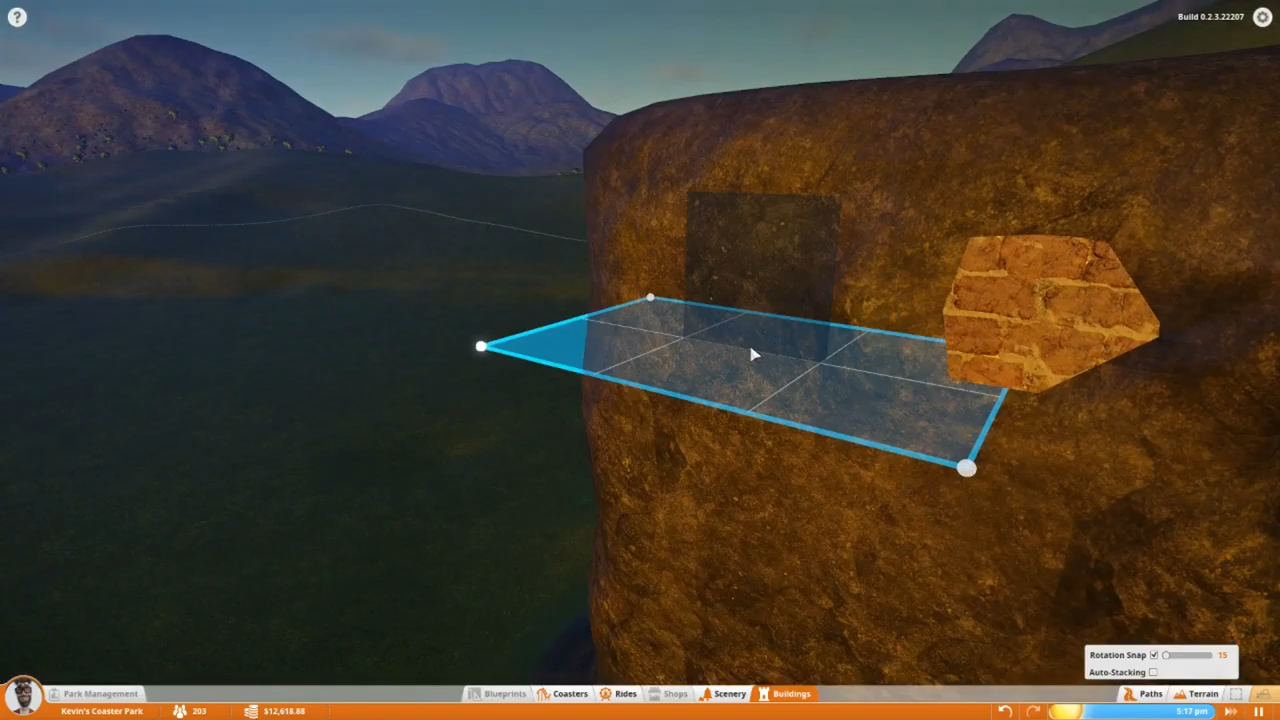 ?
Build 0.2.3.22207
Rotation Snap 15
Auto-Stacking
Park Management
Blueprints Coasters Rides Shops Scenery Buildings
Paths Terrain
Kevin's Coaster Park 203 $12,618.88
5:17 pm